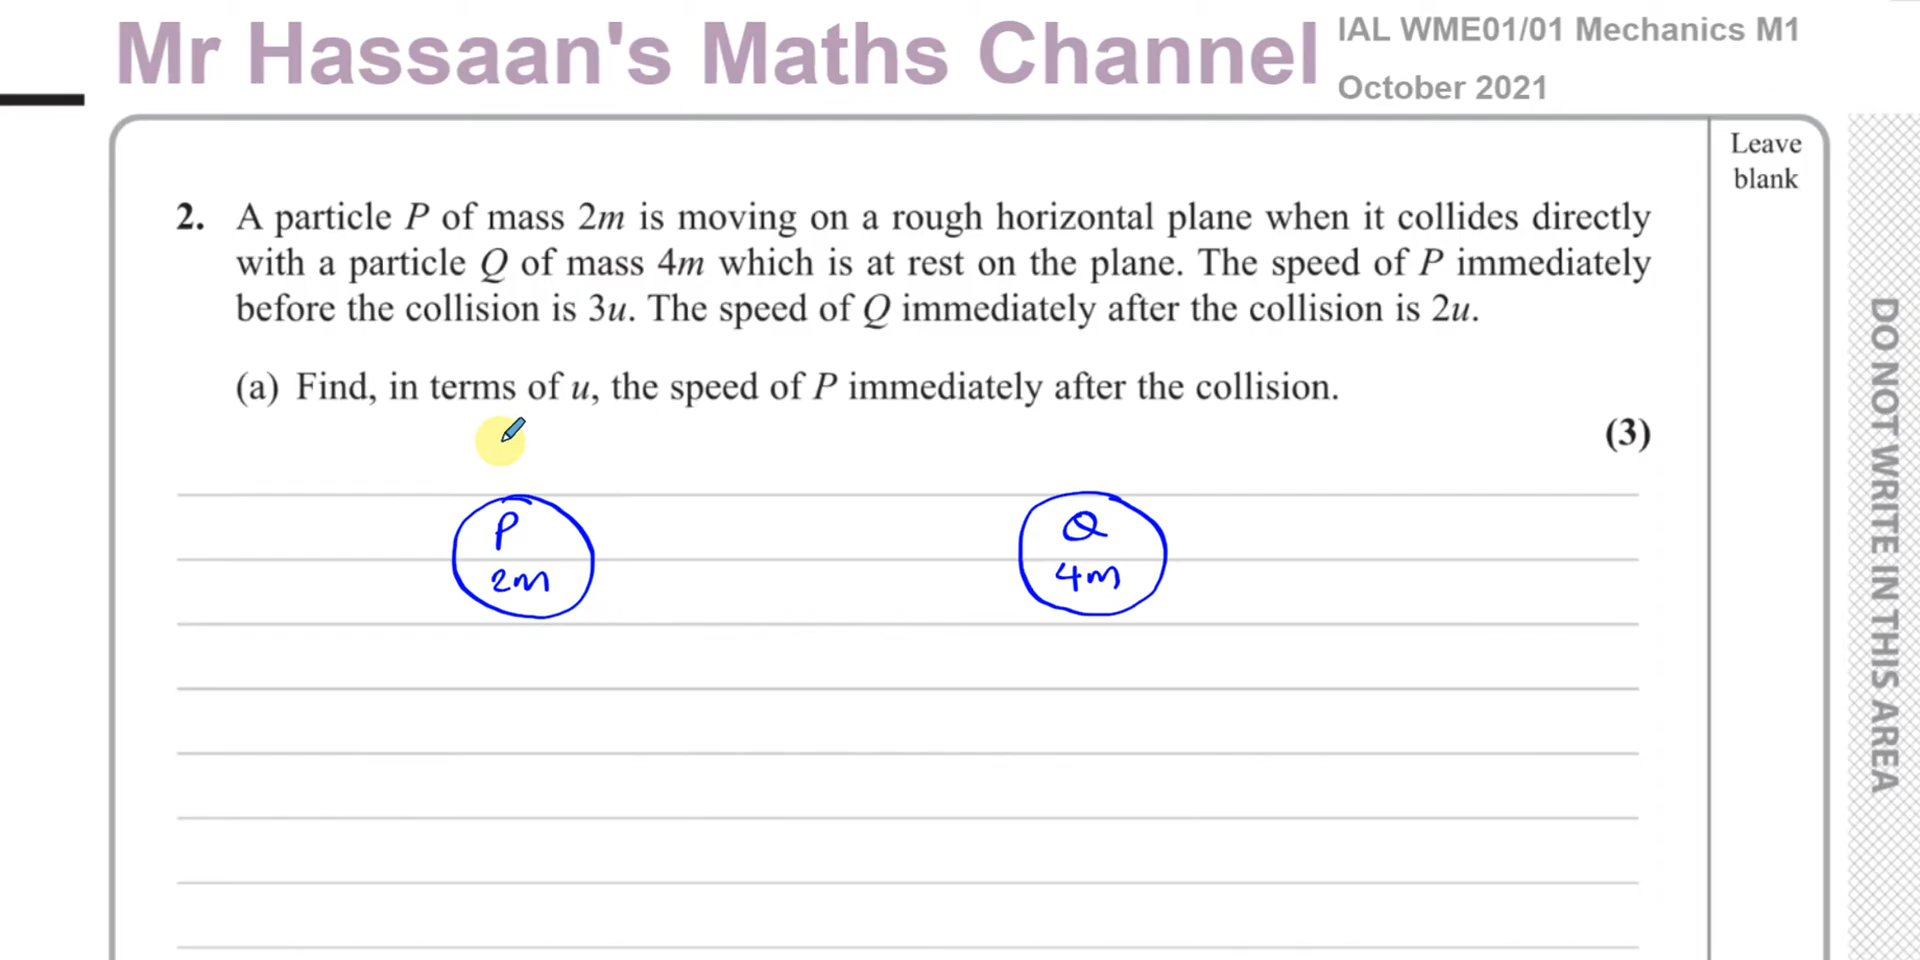 Mr Hassaan's Maths Channel
IAL WME01/01 Mechanics M1
October 2021
Leave
blank
2. A particle P of mass 2m is moving on a rough horizontal plane when it collides directly
with a particle Q of mass 4m which is at rest on the plane. The speed of P immediately
before the collision is 3u. The speed of Q immediately after the collision is 2u.
(a) Find, in terms of u, the speed of P immediately after the collision.
(3)
P
2m
Q
4m
DO NOT WRITE IN THIS AREA